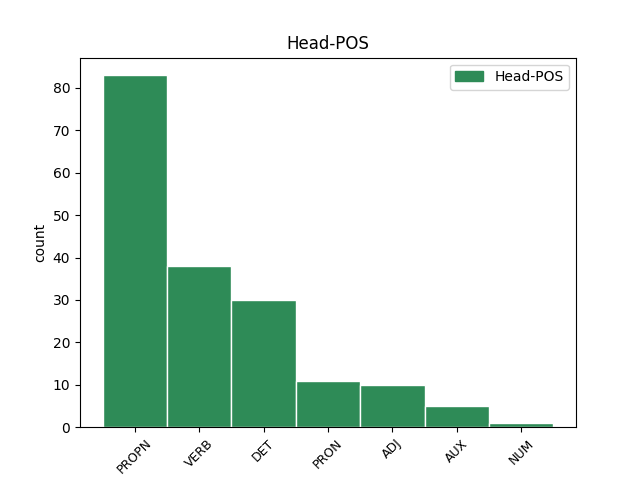 Head-POS
Head-POS
count
80
70
60
50
40
30
20
10
0
PROPN
VERB
DET
PRON
ADJ
AUX
NUM